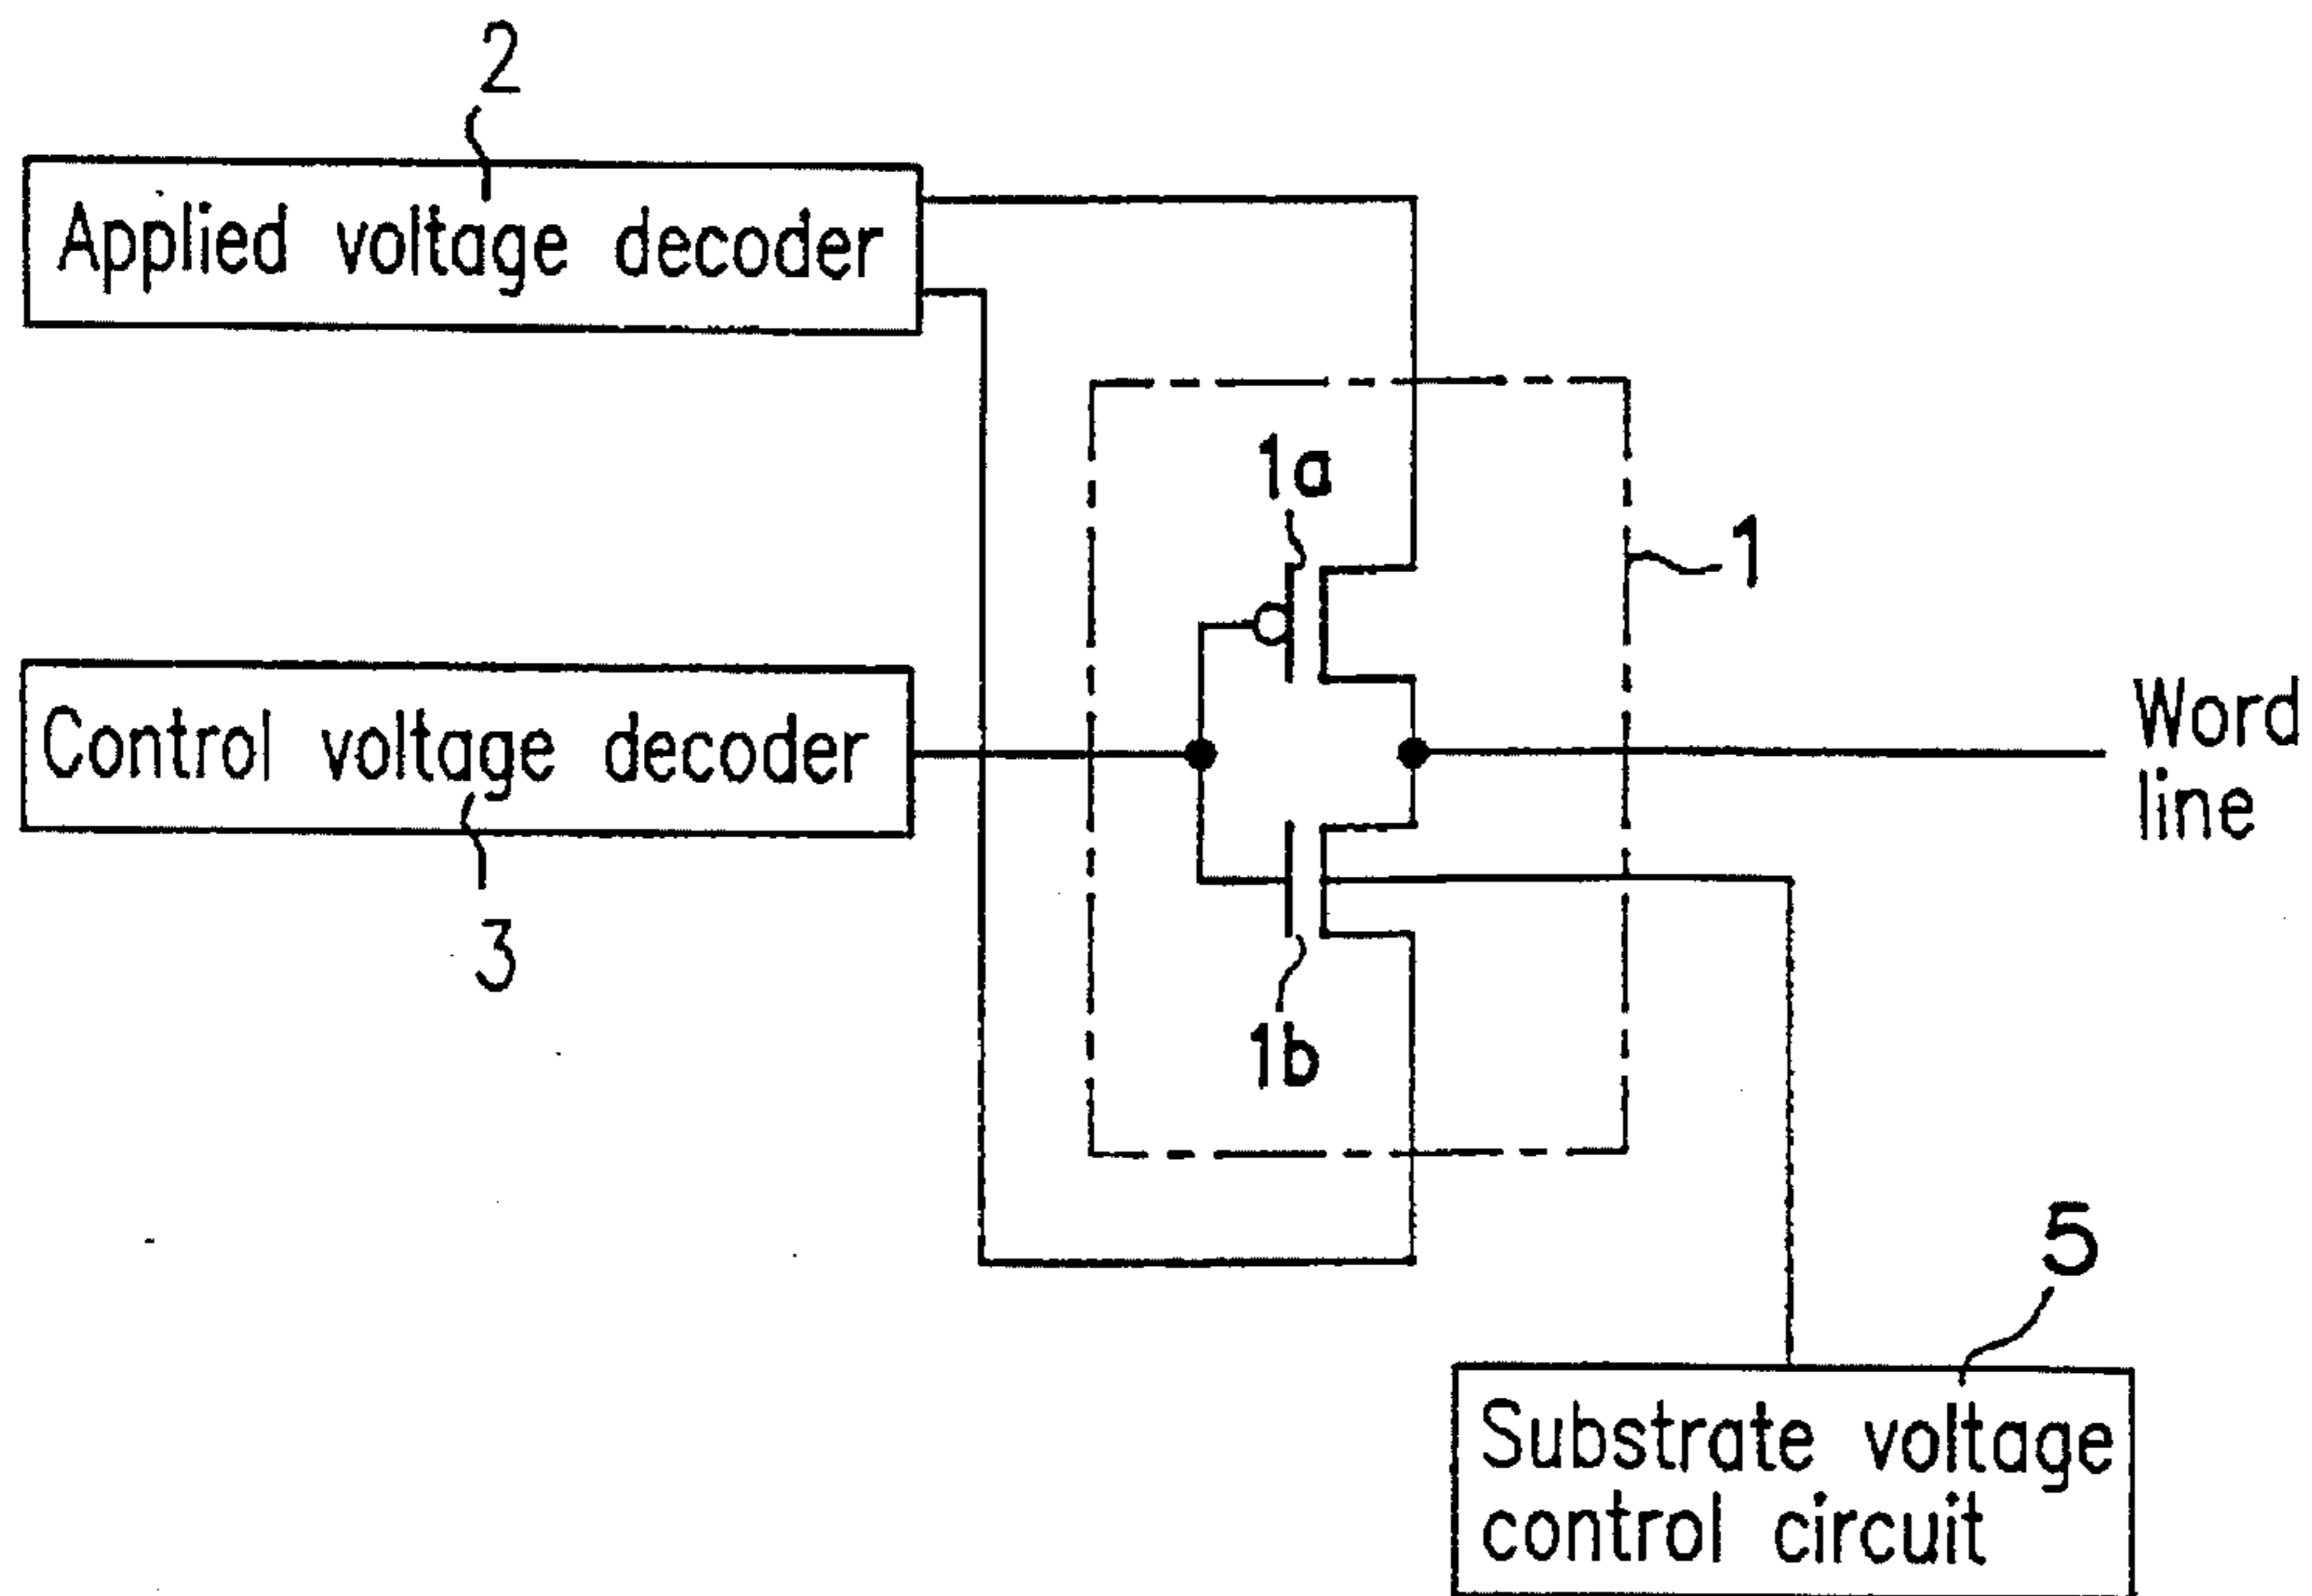 2
Applied voltage decoder
1a
1
Control voltage decoder
Word
line
3
1b
5
Substrate voltage
control circuit